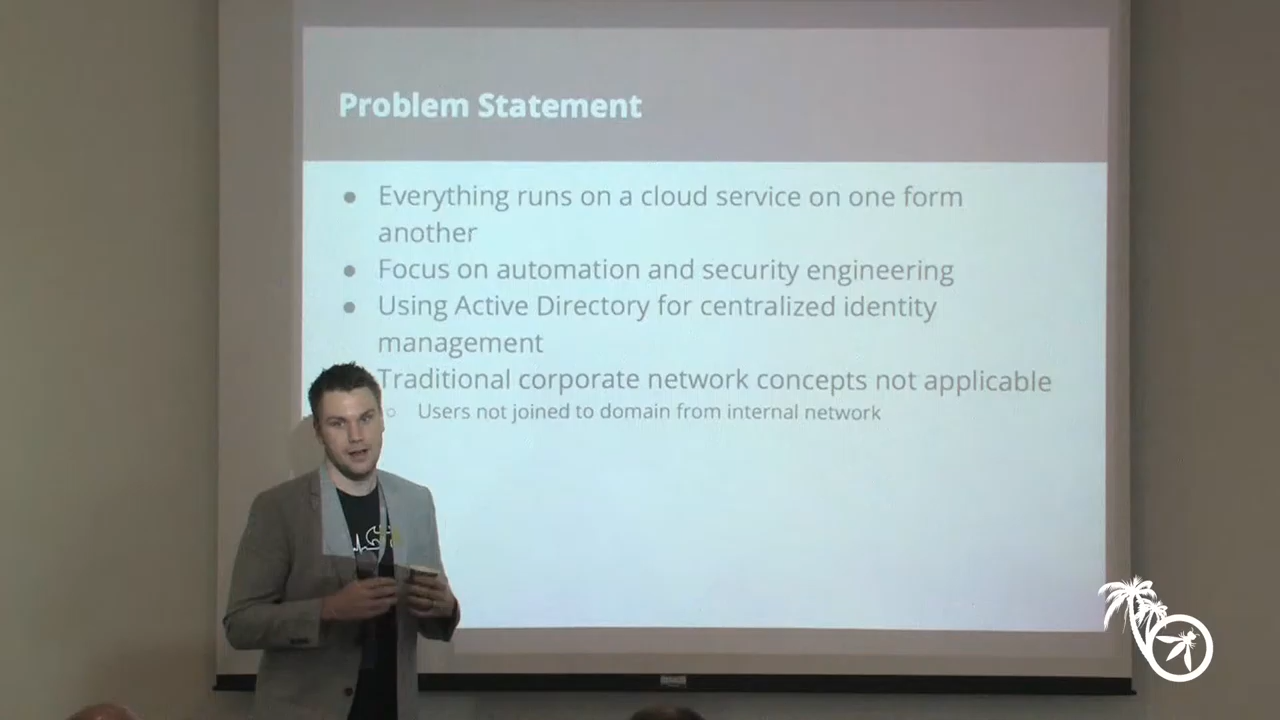 Problem Statement
Everything runs on a cloud service on one form
another
Focus on automation and security engineering
Using Active Directory for centralized identity
management
Traditional corporate network concepts not applicable
Users not joined to domain from internal network